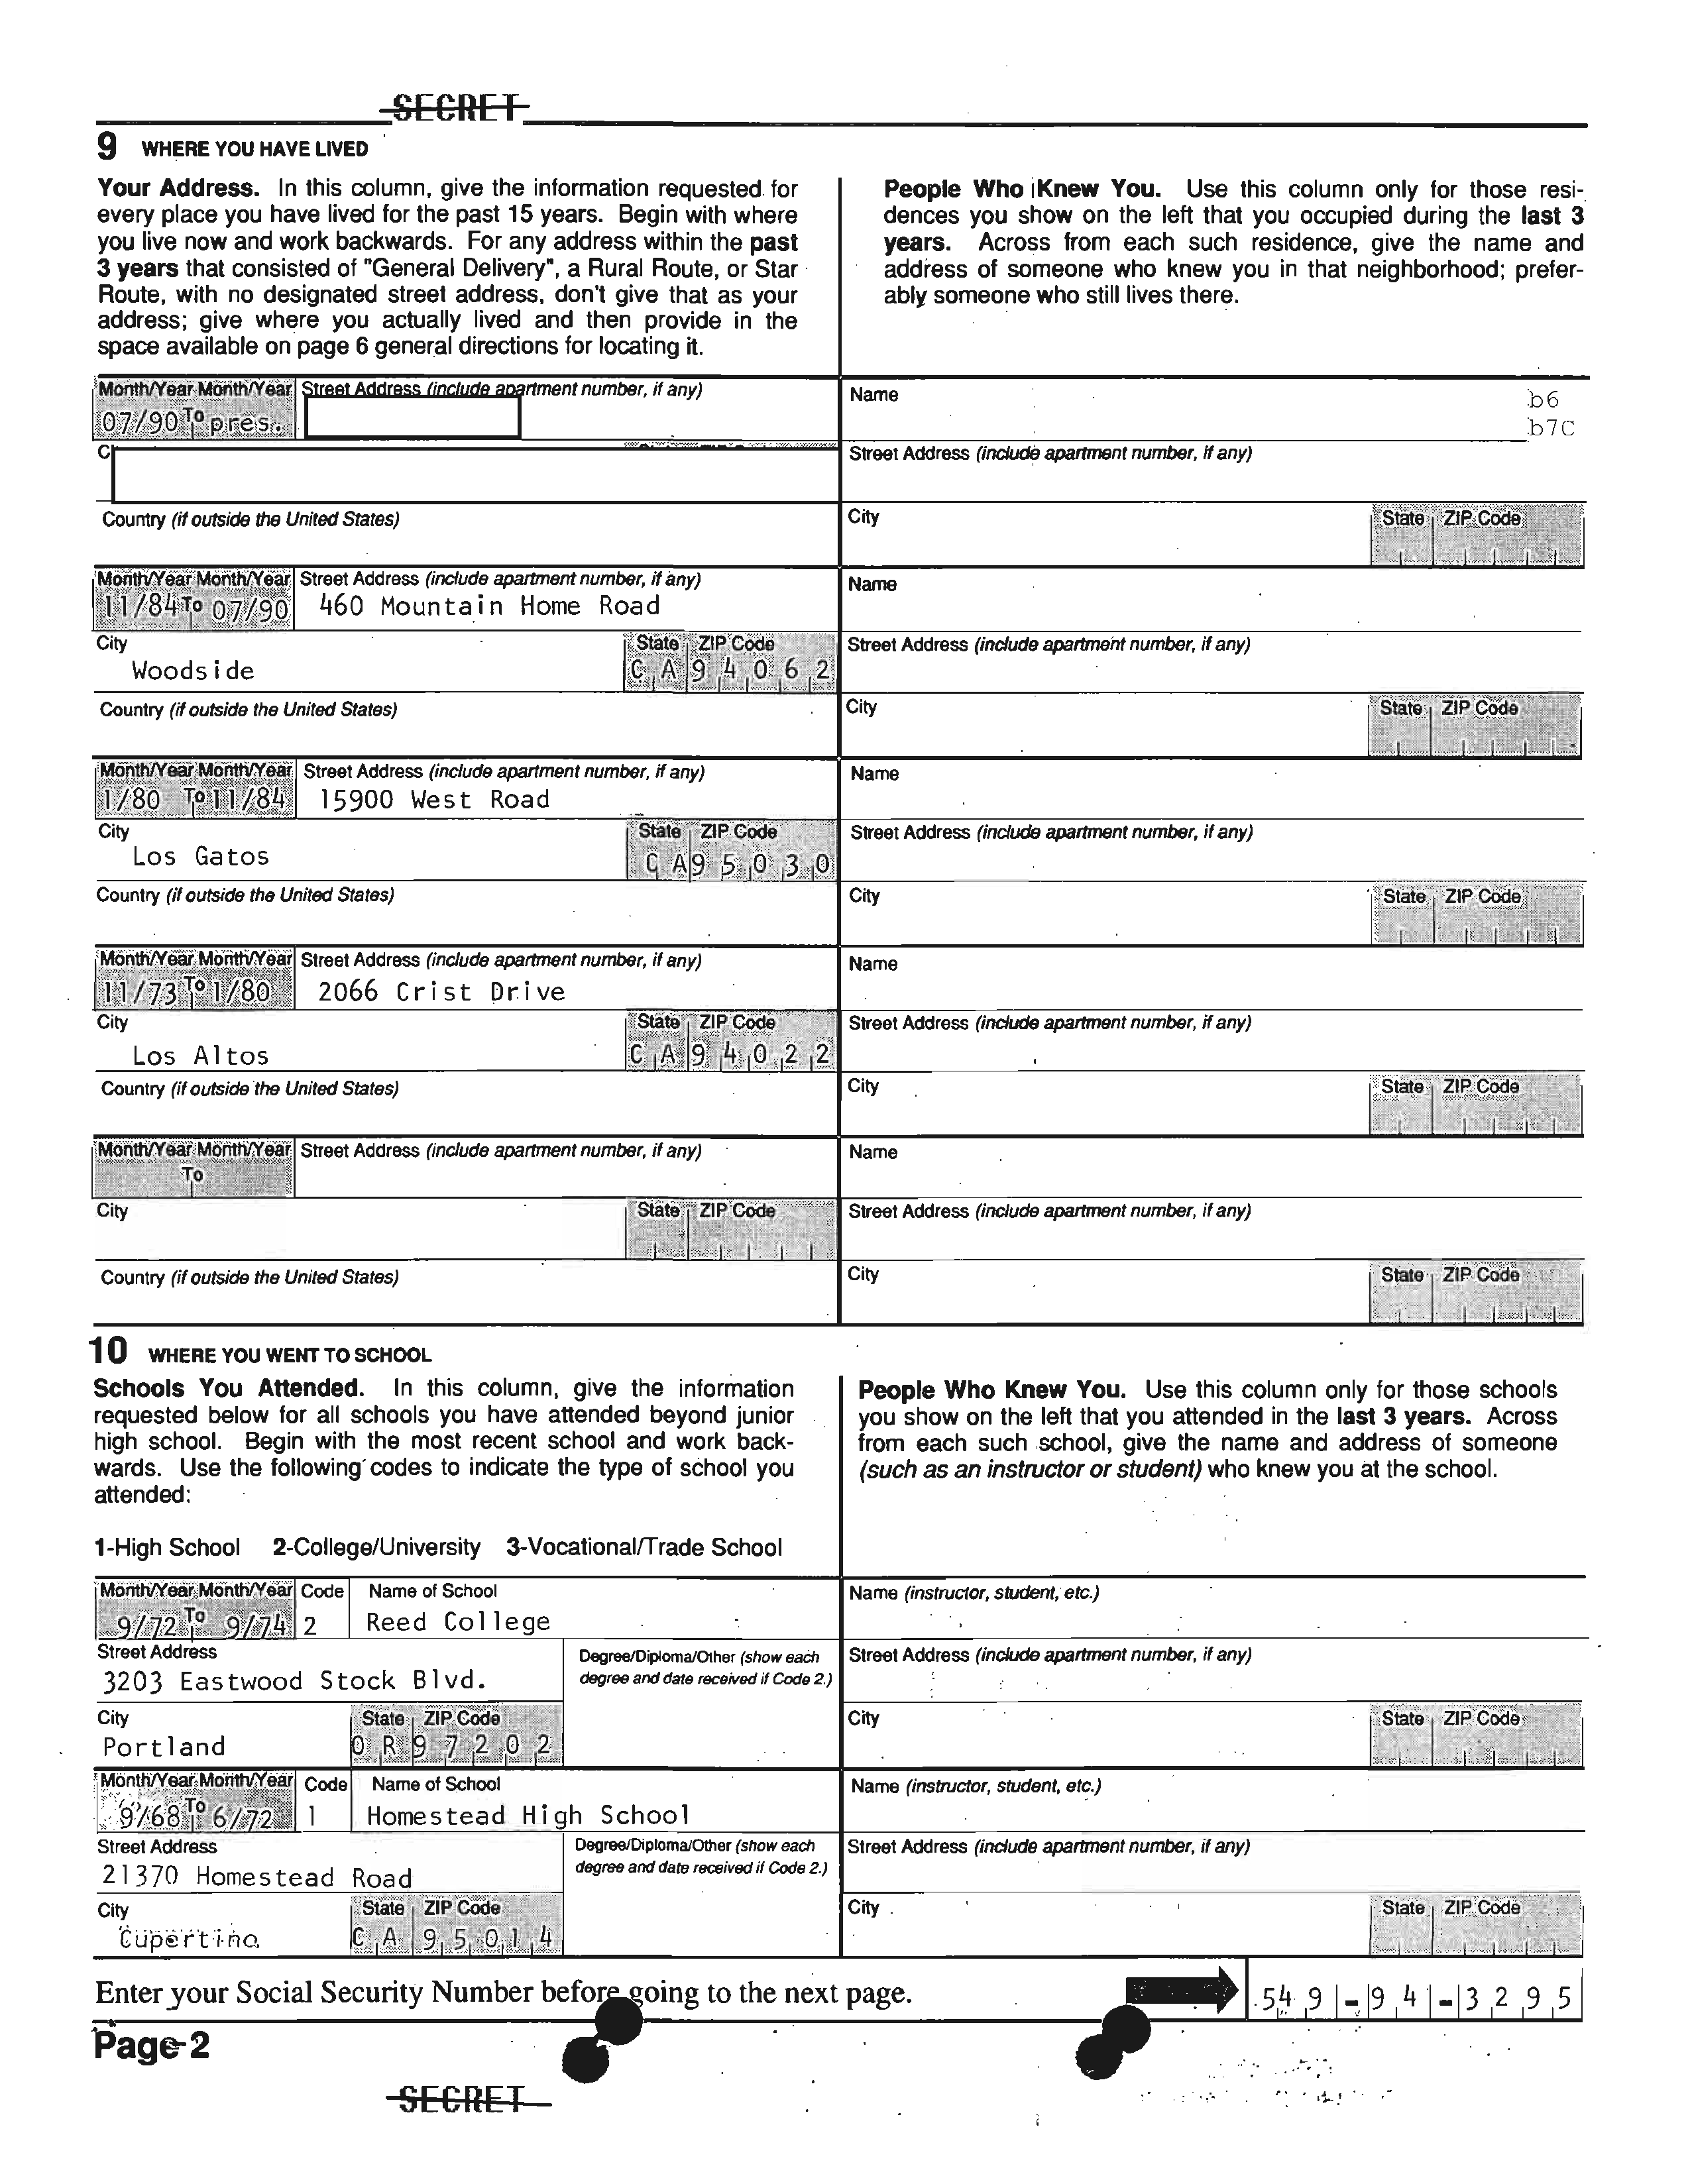 SECRET
9 WHERE YOU HAVE LIVED
Your Address. In this column, give the information requested for
every place you have lived for the past 15 years. Begin with where
you live now and work backwards. For any address within the past
3 years that consisted of "General Delivery", a Rural Route, or Star
Route, with no designated street address, don't give that as your
address; give where you actually lived and then provide in the
space available on page 6 general directions for locating it.
People Who Knew You. Use this column only for those resi-
dences you show on the left that you occupied during the last 3
years. Across from each such residence, give the name and
address of someone who knew you in that neighborhood; prefer-
ably someone who still lives there.
Month/Year Month/Year Street Address (include apartment number, if any)
07/90 To pres.
Country (if outside the United States)
Name
b6
b7C
Street Address (include apartment number, if any)
City State ZIP Code
Month/Year Month/Year Street Address (include apartment number, if any)
11/84 To 07/90 460 Mountain Home Road
City State ZIP Code
Woodside CA 94062
Country (if outside the United States)
Name
Street Address (include apartment number, if any)
City State ZIP Code
Month/Year Month/Year Street Address (include apartment number, if any)
1/80 To 11/84 15900 West Road
City State ZIP Code
Los Gatos CA 95030
Country (if outside the United States)
Name
Street Address (include apartment number, if any)
City State ZIP Code
Month/Year Month/Year Street Address (include apartment number, if any)
11/73 To 1/80 2066 Crist Drive
City State ZIP Code
Los Altos CA 94022
Country (if outside the United States)
Name
Street Address (include apartment number, if any)
City State ZIP Code
Month/Year Month/Year Street Address (include apartment number, if any)
To
City State ZIP Code
Country (if outside the United States)
Name
Street Address (include apartment number, if any)
City State ZIP Code
10 WHERE YOU WENT TO SCHOOL
Schools You Attended. In this column, give the information
requested below for all schools you have attended beyond junior
high school. Begin with the most recent school and work back-
wards. Use the following codes to indicate the type of school you
attended:
1-High School 2-College/University 3-Vocational/Trade School
People Who Knew You. Use this column only for those schools
you show on the left that you attended in the last 3 years. Across
from each such school, give the name and address of someone
(such as an instructor or student) who knew you at the school.
Month/Year Month/Year Code Name of School
9/72 To 9/74 2 Reed College
Street Address
3203 Eastwood Stock Blvd.
Degree/Diploma/Other (show each
degree and date received if Code 2.)
City State ZIP Code
Portland OR 97202
Name (instructor, student, etc.)
Street Address (include apartment number, if any)
City State ZIP Code
Month/Year Month/Year Code Name of School
9/68 To 6/72 1 Homestead High School
Street Address
21370 Homestead Road
Degree/Diploma/Other (show each
degree and date received if Code 2.)
City State ZIP Code
Cupertino CA 95014
Name (instructor, student, etc.)
Street Address (include apartment number, if any)
City State ZIP Code
Enter your Social Security Number before going to the next page. 549-94-3295
Page 2
SECRET